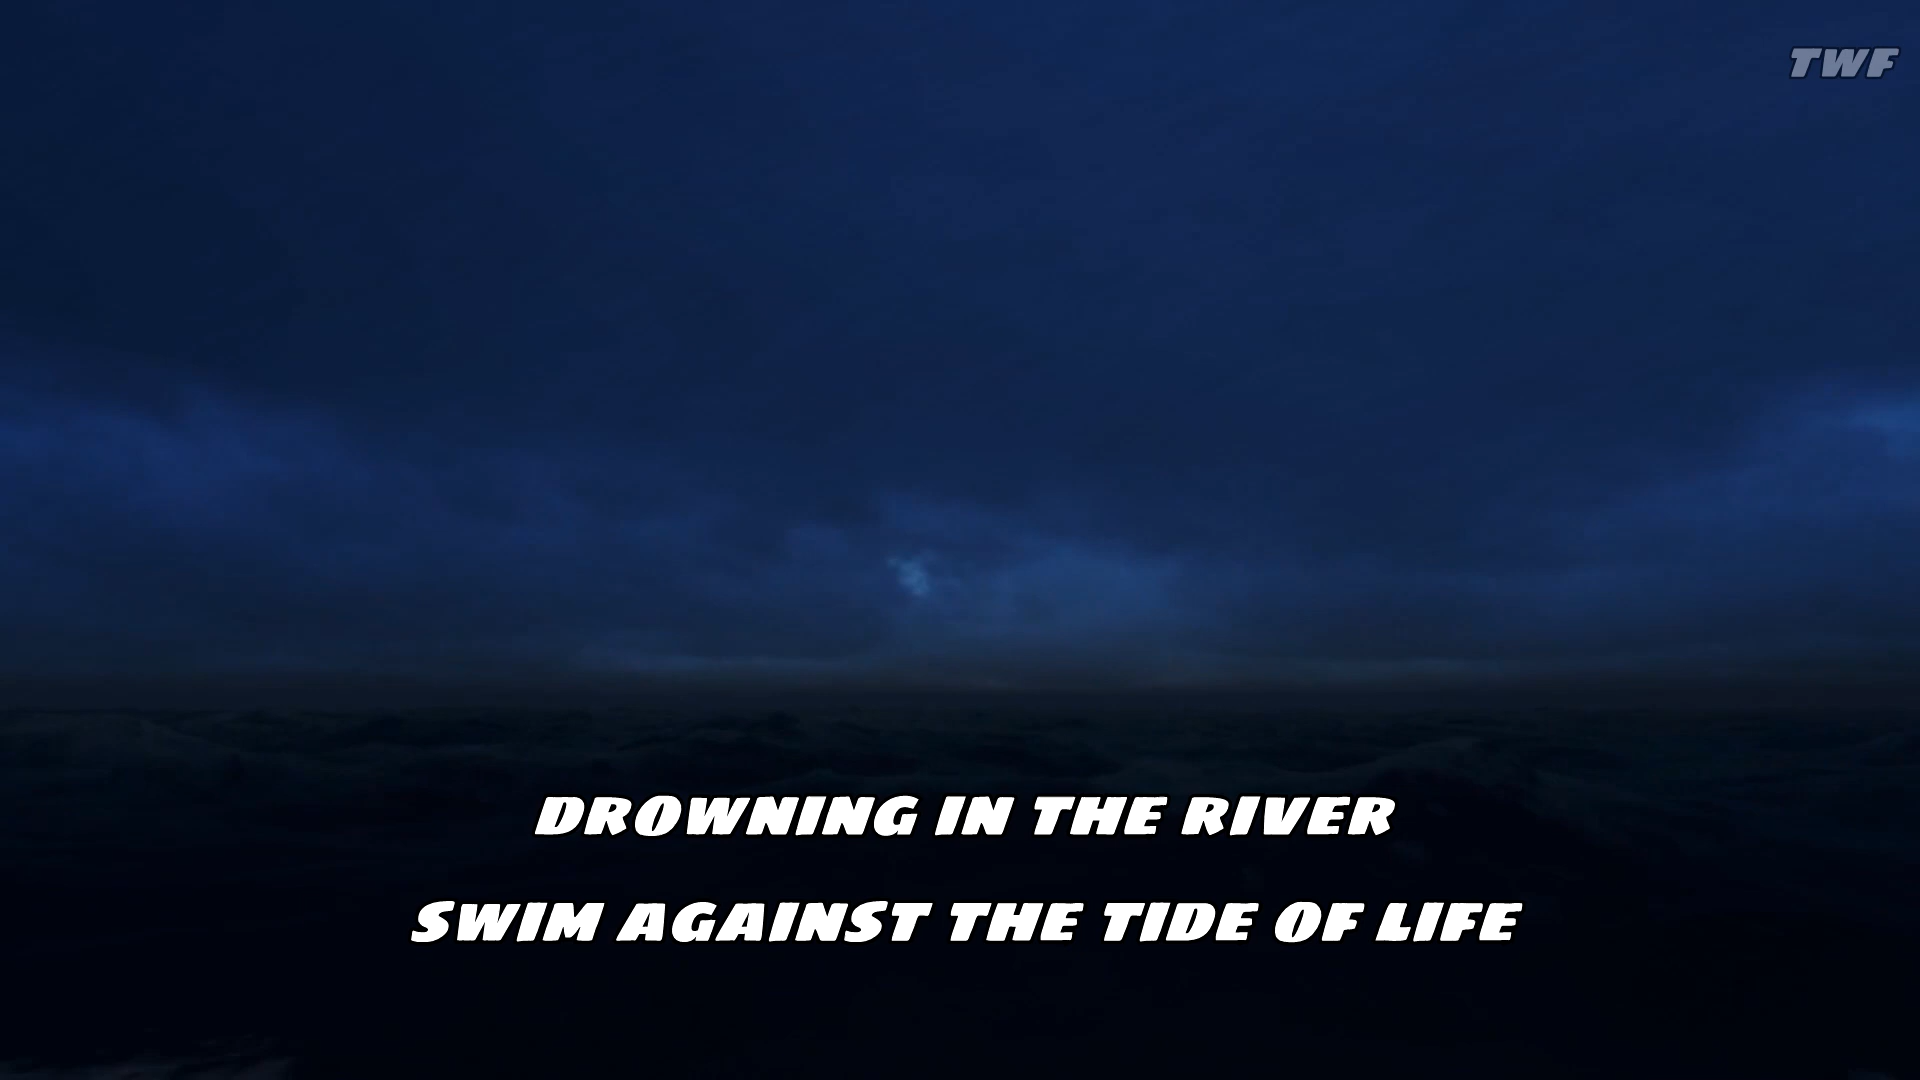 TWF
DROWNING IN THE RIVER
SWIM AGAINST THE TIDE OF LIFE